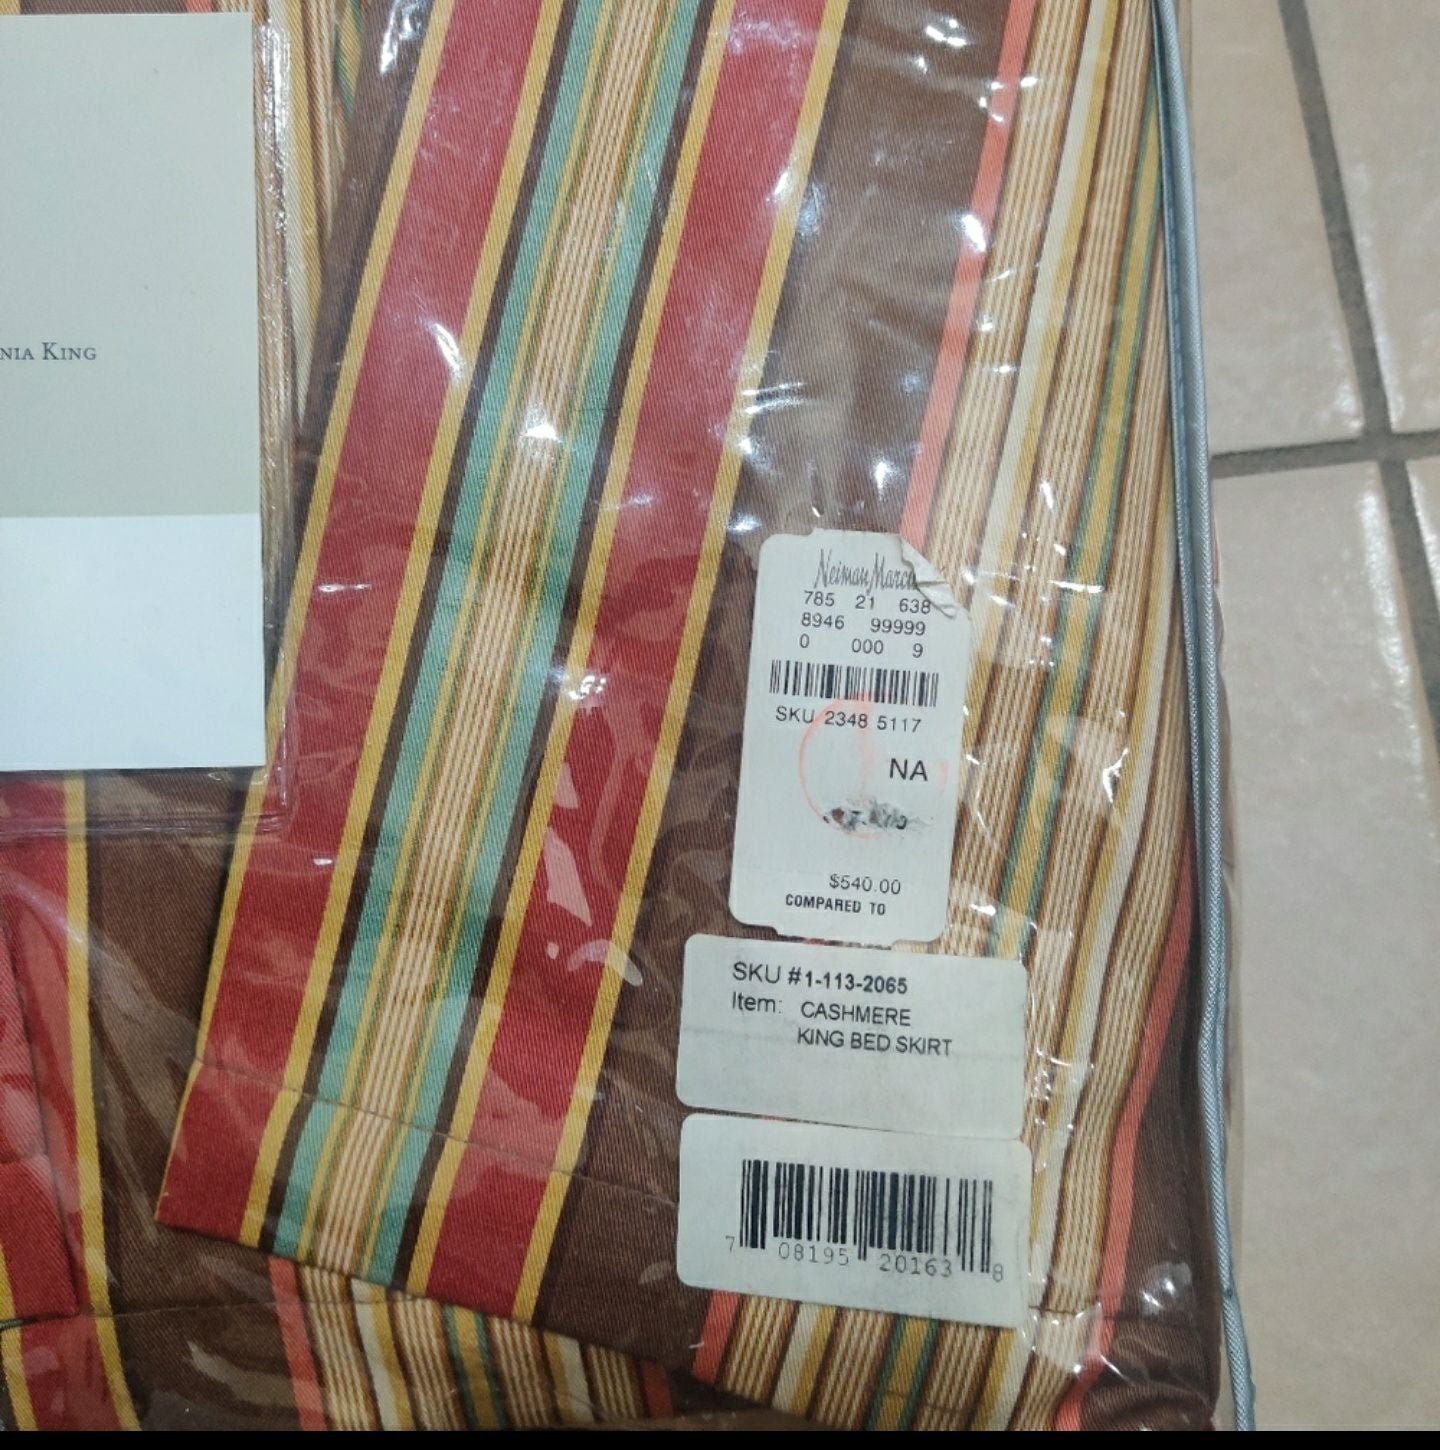 NIA KING
Neiman Marcu
785 21 638
8946 99999
0 000 9
SKU 2348 5117
NA
$540.00
COMPARED TO
SKU #1-113-2065
Item: CASHMERE
KING BED SKIRT
7 08195 20163 8